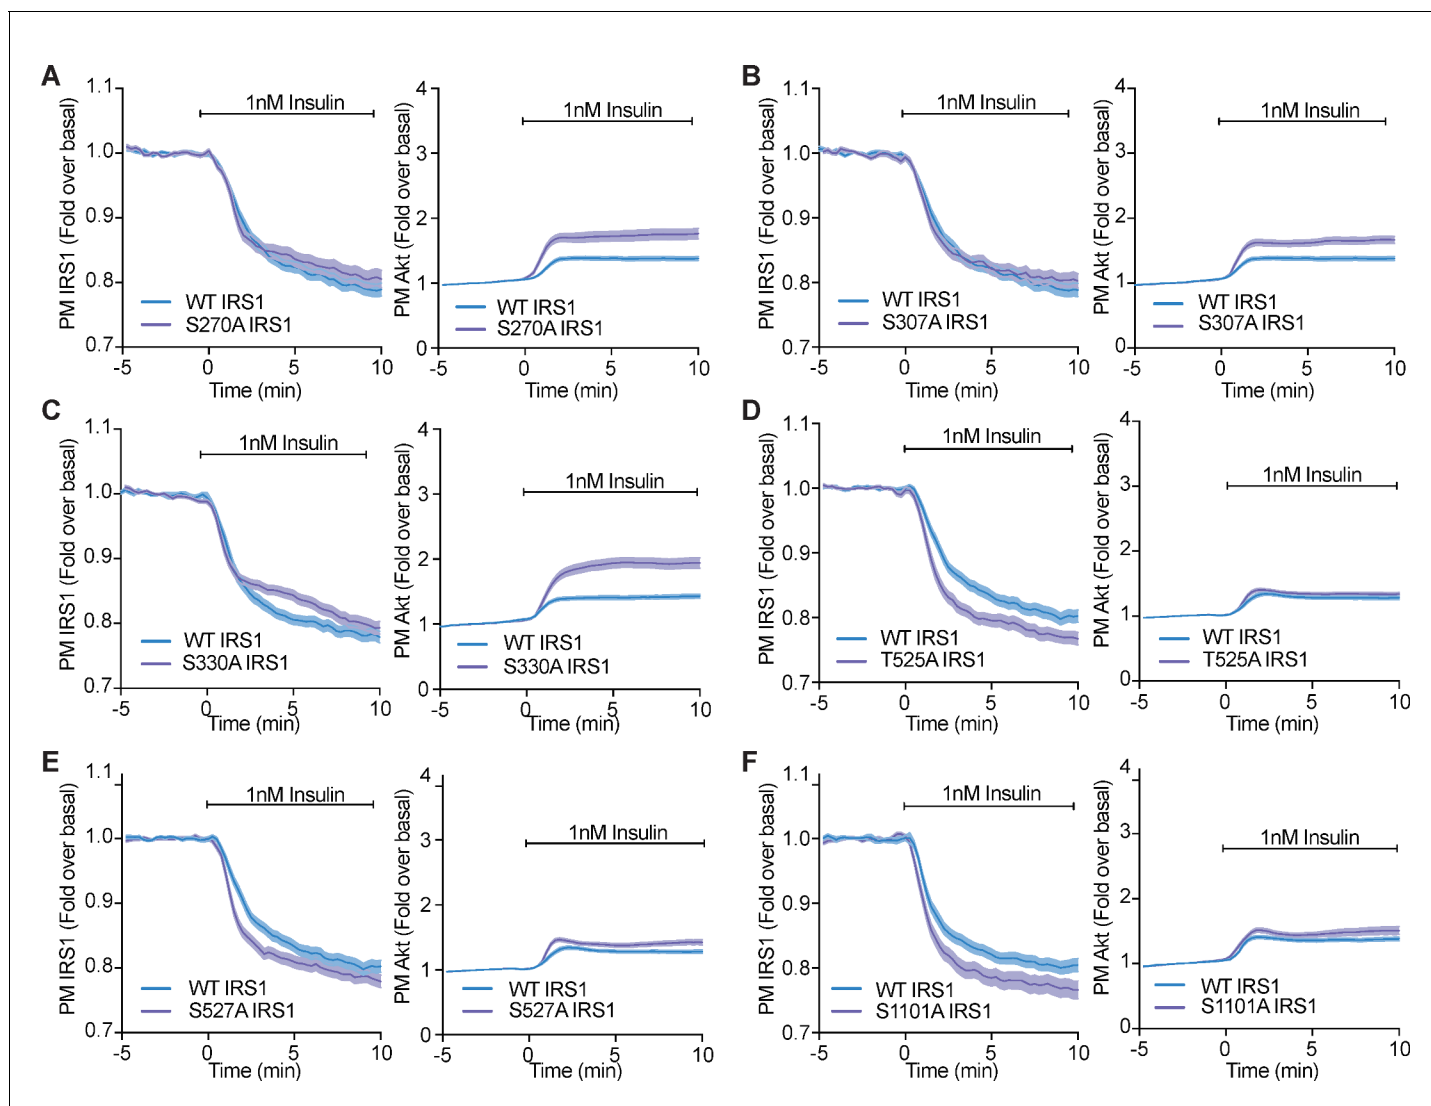 A
PM IRS1 (Fold over basal)
1.1
1.0
0.9
0.8
0.7
1nM Insulin
WT IRS1
S270A IRS1
-5 0 5 10
Time (min)
PM Akt (Fold over basal)
4
3
2
1
0
1nM Insulin
WT IRS1
S270A IRS1
-5 0 5 10
Time (min)
B
PM IRS1 (Fold over basal)
1.1
1.0
0.9
0.8
0.7
1nM Insulin
WT IRS1
S307A IRS1
-5 0 5 10
Time (min)
PM Akt (Fold over basal)
4
3
2
1
0
1nM Insulin
WT IRS1
S307A IRS1
-5 0 5 10
Time (min)
C
PM IRS1 (Fold over basal)
1.1
1.0
0.9
0.8
0.7
1nM Insulin
WT IRS1
S330A IRS1
-5 0 5 10
Time (min)
PM Akt (Fold over basal)
4
3
2
1
0
1nM Insulin
WT IRS1
S330A IRS1
-5 0 5 10
Time (min)
D
PM IRS1 (Fold over basal)
1.1
1.0
0.9
0.8
0.7
1nM Insulin
WT IRS1
T525A IRS1
-5 0 5 10
Time (min)
PM Akt (Fold over basal)
4
3
2
1
0
1nM Insulin
WT IRS1
T525A IRS1
-5 0 5 10
Time (min)
E
PM IRS1 (Fold over basal)
1.1
1.0
0.9
0.8
0.7
1nM Insulin
WT IRS1
S527A IRS1
-5 0 5 10
Time (min)
PM Akt (Fold over basal)
4
3
2
1
0
1nM Insulin
WT IRS1
S527A IRS1
-5 0 5 10
Time (min)
F
PM IRS1 (Fold over basal)
1.1
1.0
0.9
0.8
0.7
1nM Insulin
WT IRS1
S1101A IRS1
-5 0 5 10
Time (min)
PM Akt (Fold over basal)
4
3
2
1
0
1nM Insulin
WT IRS1
S1101A IRS1
-5 0 5 10
Time (min)